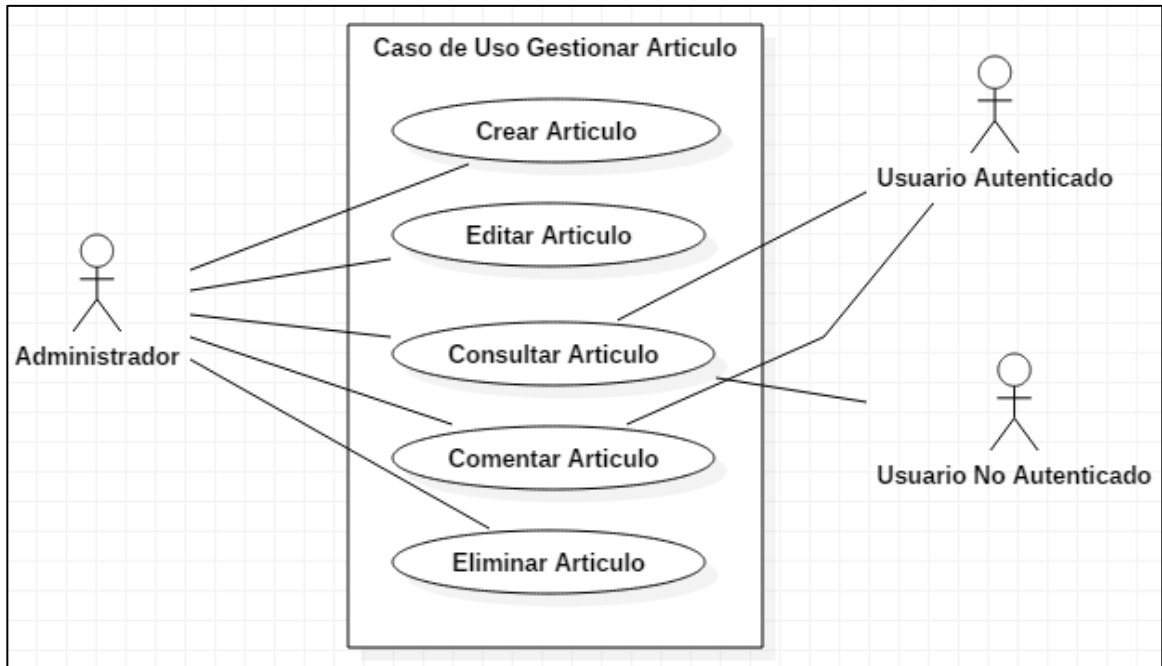 Caso de Uso Gestionar Articulo
Crear Articulo
Usuario Autenticado
Editar Articulo
Administrador
Consultar Articulo
Comentar Articulo
Usuario No Autenticado
Eliminar Articulo